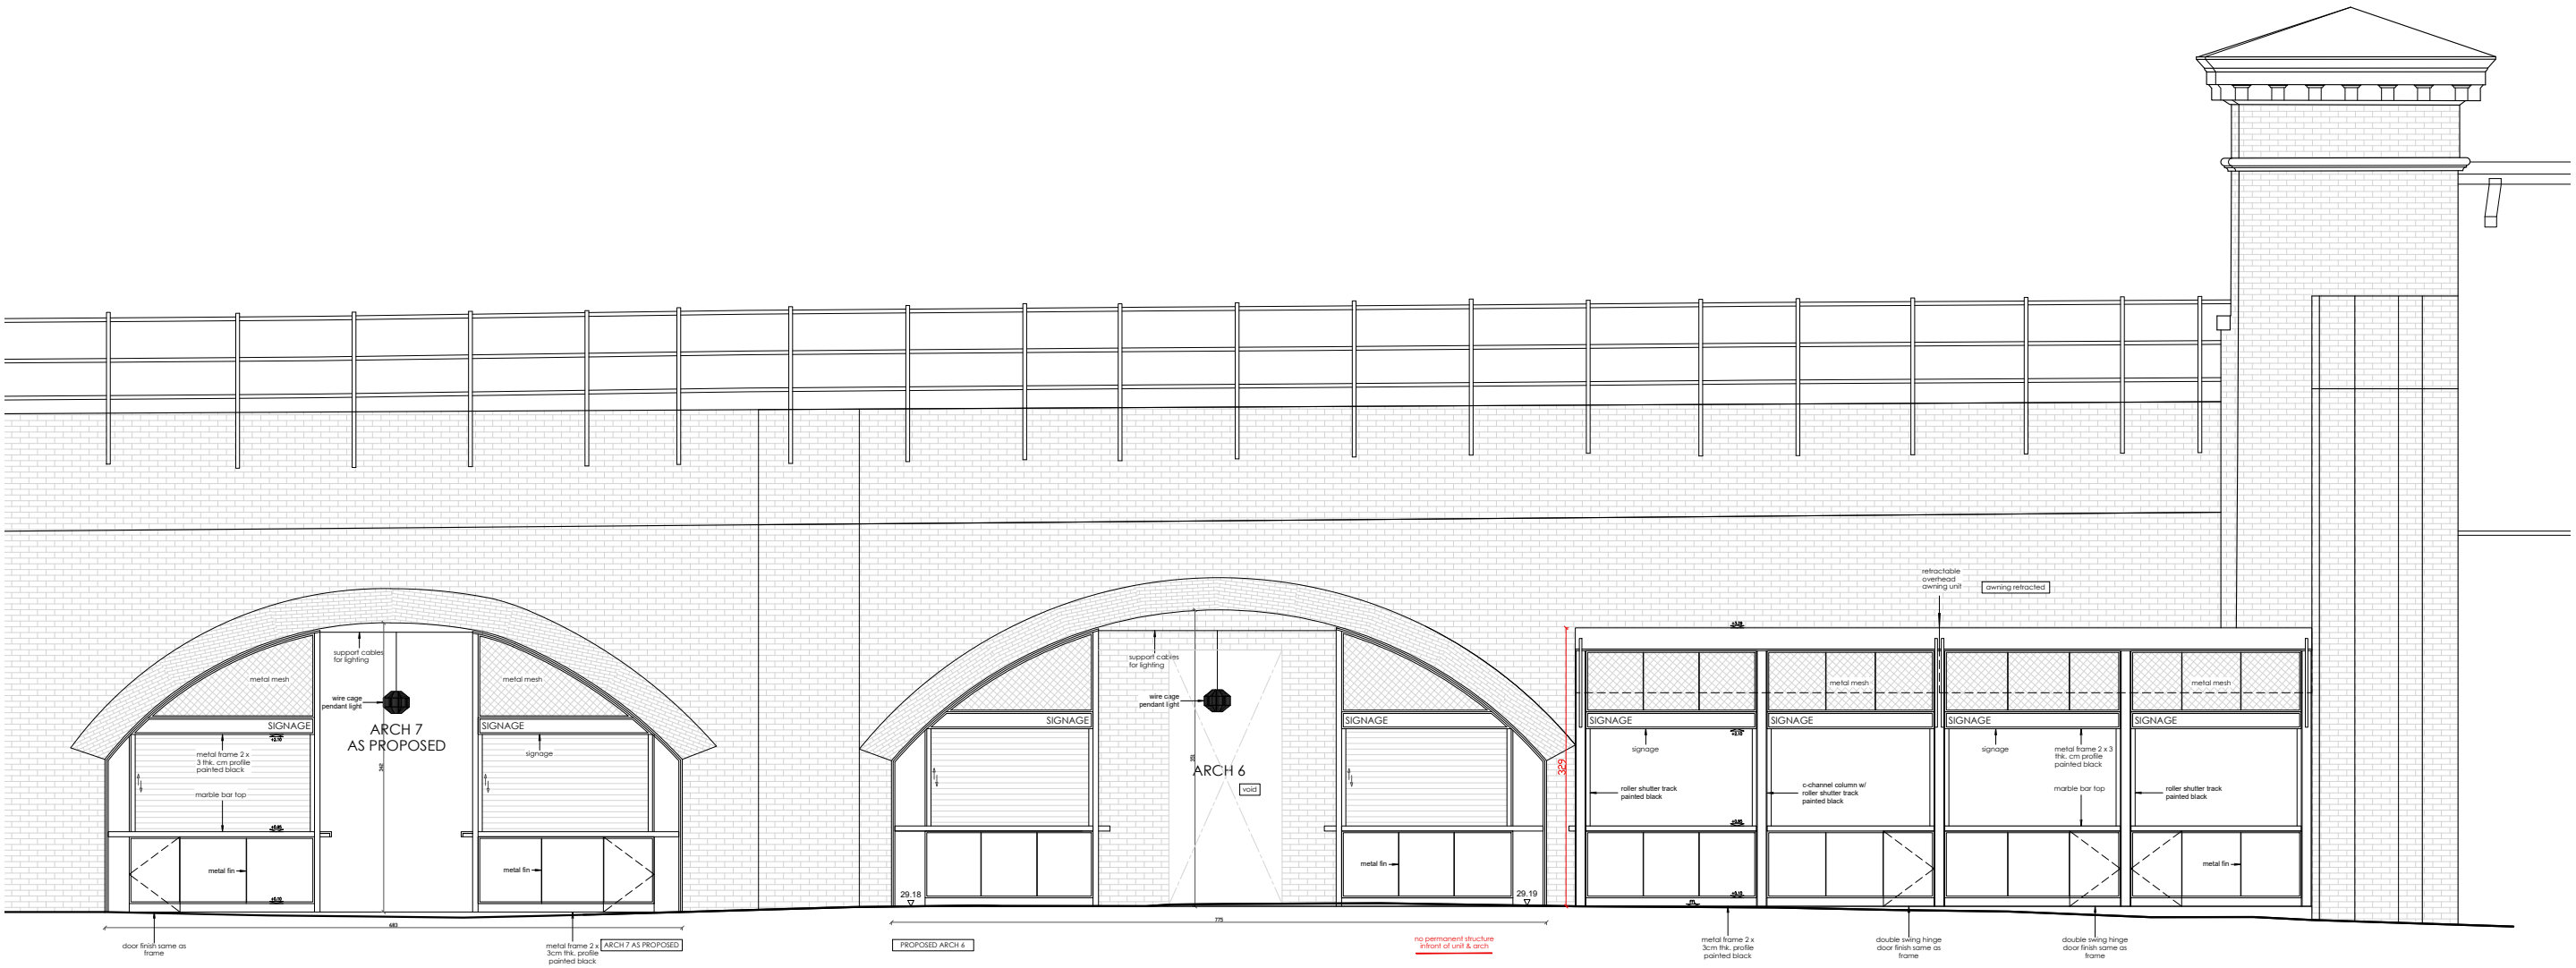 retractable
overhead
awning unit
awning retracted
support cables
for lighting
metal mesh
metal mesh
wire cage
pendant light
SIGNAGE
SIGNAGE
ARCH 7
AS PROPOSED
metal frame 2 x
3 thk. cm profile
painted black
signage
marble bar top
342
metal fin
metal fin
683
door finish same as
frame
metal frame 2 x
3cm thk. profile
painted black
ARCH 7 AS PROPOSED
support cables
for lighting
wire cage
pendant light
SIGNAGE
SIGNAGE
ARCH 6
void
metal fin
29.18
29.19
775
PROPOSED ARCH 6
no permanent structure
infront of unit & arch
329
metal mesh
metal mesh
SIGNAGE
SIGNAGE
SIGNAGE
SIGNAGE
signage
signage
metal frame 2 x 3
thk. cm profile
painted black
roller shutter track
painted black
c-channel column w/
roller shutter track
painted black
marble bar top
roller shutter track
painted black
metal fin
metal frame 2 x
3cm thk. profile
painted black
double swing hinge
door finish same as
frame
double swing hinge
door finish same as
frame